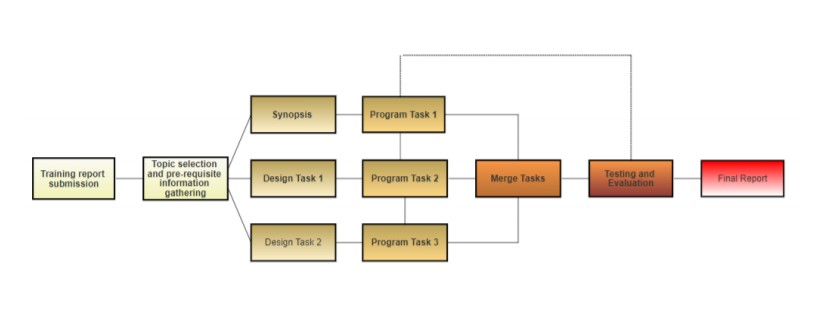 Training report
submission
Topic selection
and pre-requisite
information
gathering
Synopsis
Design Task 1
Design Task 2
Program Task 1
Program Task 2
Program Task 3
Merge Tasks
Testing and
Evaluation
Final Report